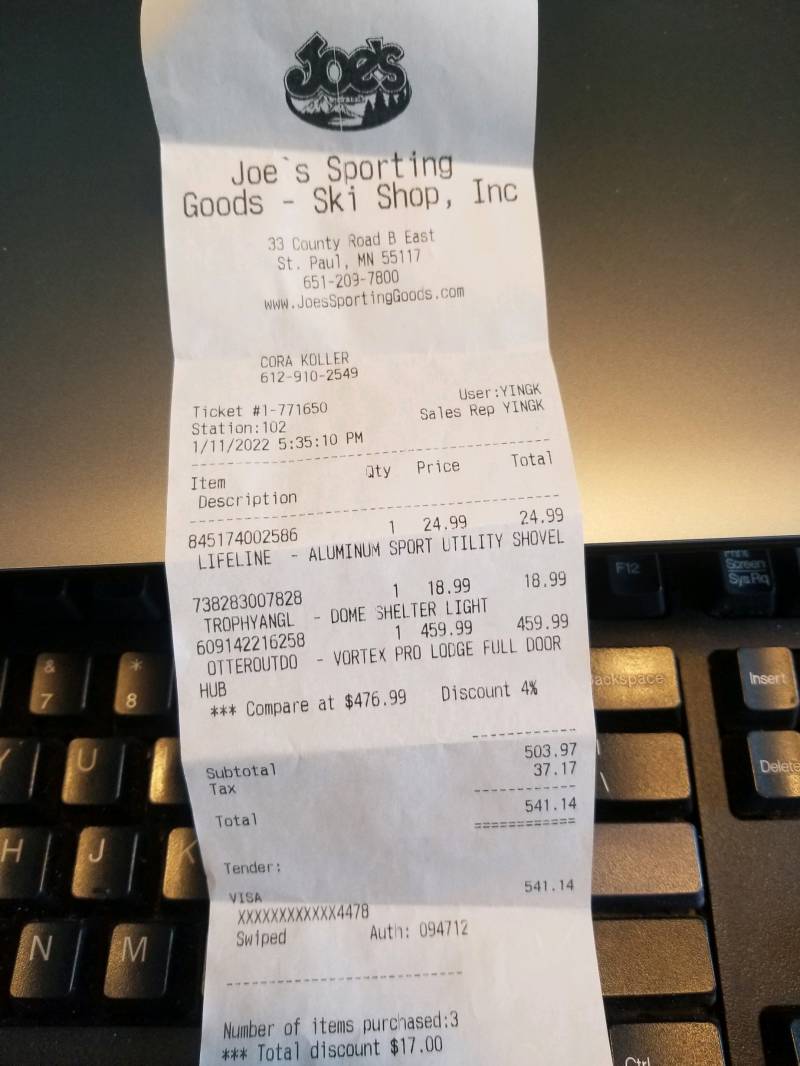 Joe's
Joe`s Sporting
Goods - Ski Shop, Inc
33 County Road B East
St. Paul, MN 55117
651-209-7800
www.JoesSportingGoods.com
CORA KOLLER
612-910-2549
Ticket #1-771650 User:YINGK
Station:102 Sales Rep YINGK
1/11/2022 5:35:10 PM
Item Qty Price Total
Description
845174002586 1 24.99 24.99
LIFELINE - ALUMINUM SPORT UTILITY SHOVEL
738283007828 1 18.99 18.99
TROPHYANGL - DOME SHELTER LIGHT
609142216258 1 459.99 459.99
OTTEROUTDO - VORTEX PRO LODGE FULL DOOR
HUB
*** Compare at $476.99 Discount 4%
Subtotal 503.97
Tax 37.17
Total 541.14
Tender:
VISA 541.14
XXXXXXXXXXXX4478
Swiped Auth: 094712
Number of items purchased:3
*** Total discount $17.00
F12
Print
Screen
SysRq
&
7
*
8
Backspace
Insert
Y
U
|
\
Delete
H
J
K
N
M
Ctrl